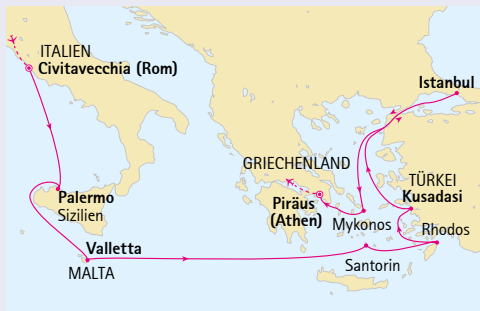 ITALIEN
Civitavecchia (Rom)
Istanbul
GRIECHENLAND
TÜRKEI
Kusadasi
Palermo
Sizilien
Piräus
(Athen)
Mykonos
Rhodos
Valletta
MALTA
Santorin